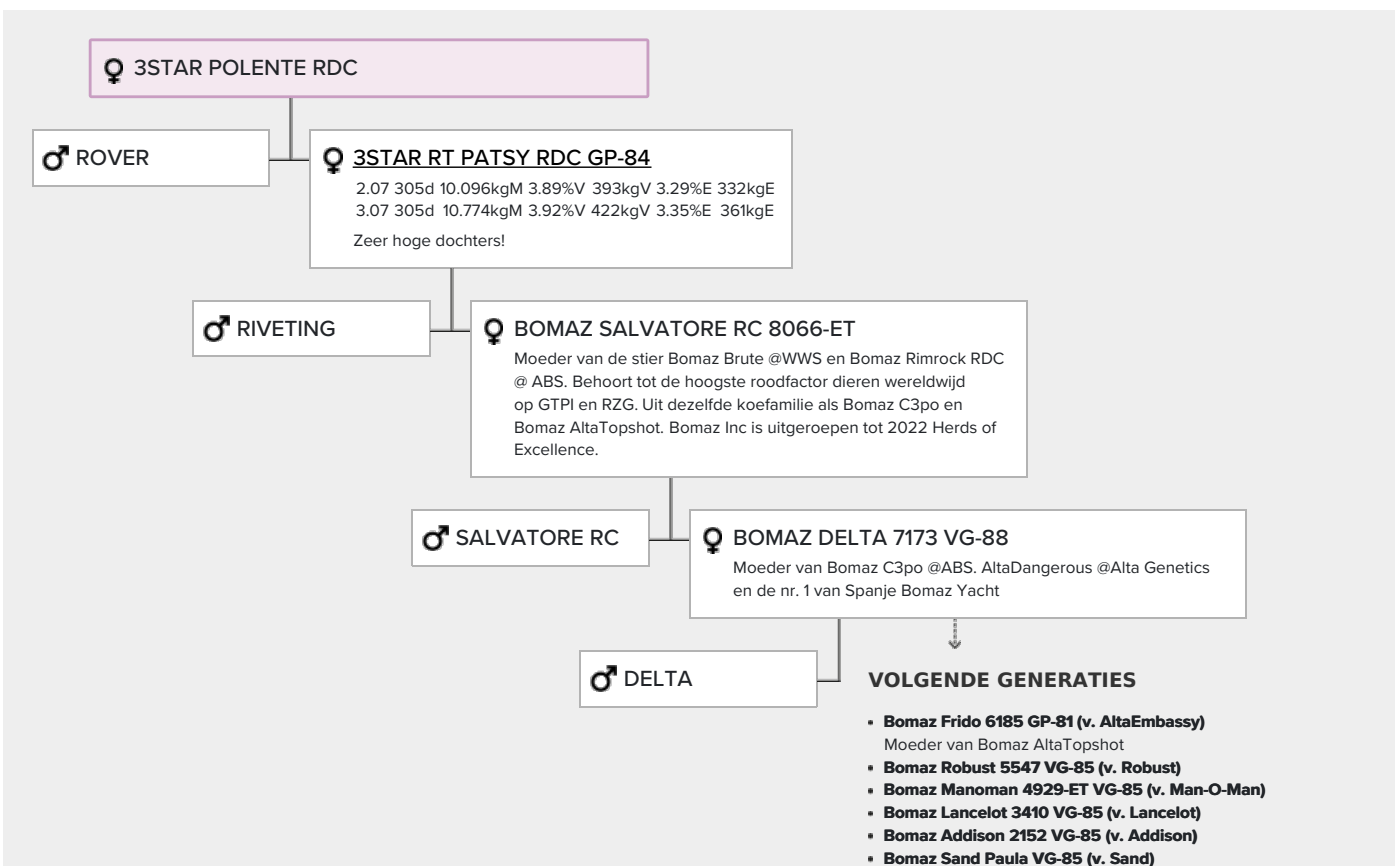 3STAR POLENTE RDC
ROVER
3STAR RT PATSY RDC GP-84
2.07 305d 10.096kgM 3.89%V 393kgV 3.29%E 332kgE
3.07 305d 10.774kgM 3.92%V 422kgV 3.35%E 361kgE
Zeer hoge dochters!
RIVETING
BOMAZ SALVATORE RC 8066-ET
Moeder van de stier Bomaz Brute @WWS en Bomaz Rimrock RDC
@ ABS. Behoort tot de hoogste roodfactor dieren wereldwijd
op GTPI en RZG. Uit dezelfde koefamilie als Bomaz C3po en
Bomaz AltaTopshot. Bomaz Inc is uitgeroepen tot 2022 Herds of
Excellence.
SALVATORE RC
BOMAZ DELTA 7173 VG-88
Moeder van Bomaz C3po @ABS. AltaDangerous @Alta Genetics
en de nr. 1 van Spanje Bomaz Yacht
DELTA
VOLGENDE GENERATIES
• Bomaz Frido 6185 GP-81 (v. AltaEmbassy)
Moeder van Bomaz AltaTopshot
• Bomaz Robust 5547 VG-85 (v. Robust)
• Bomaz Manoman 4929-ET VG-85 (v. Man-O-Man)
• Bomaz Lancelot 3410 VG-85 (v. Lancelot)
• Bomaz Addison 2152 VG-85 (v. Addison)
• Bomaz Sand Paula VG-85 (v. Sand)